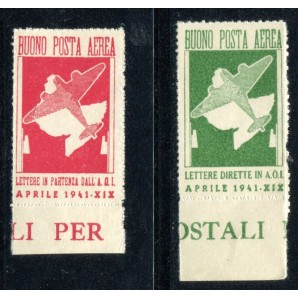 BUONO POSTA AEREA
LETTERE IN PARTENZA DALL'A.O.I.
APRILE 1941-XIX
LI PER
BUONO POSTA AEREA
LETTERE DIRETTE IN A.O.I.
APRILE 1941-XIX
OSTALI